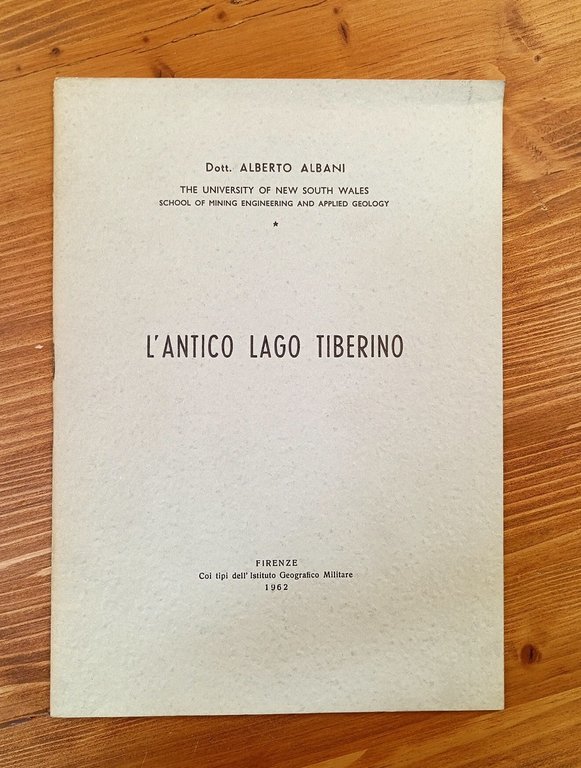 Dott. ALBERTO ALBANI
THE UNIVERSITY OF NEW SOUTH WALES
SCHOOL OF MINING ENGINEERING AND APPLIED GEOLOGY
*
L'ANTICO LAGO TIBERINO
FIRENZE
Coi tipi dell'Istituto Geografico Militare
1962